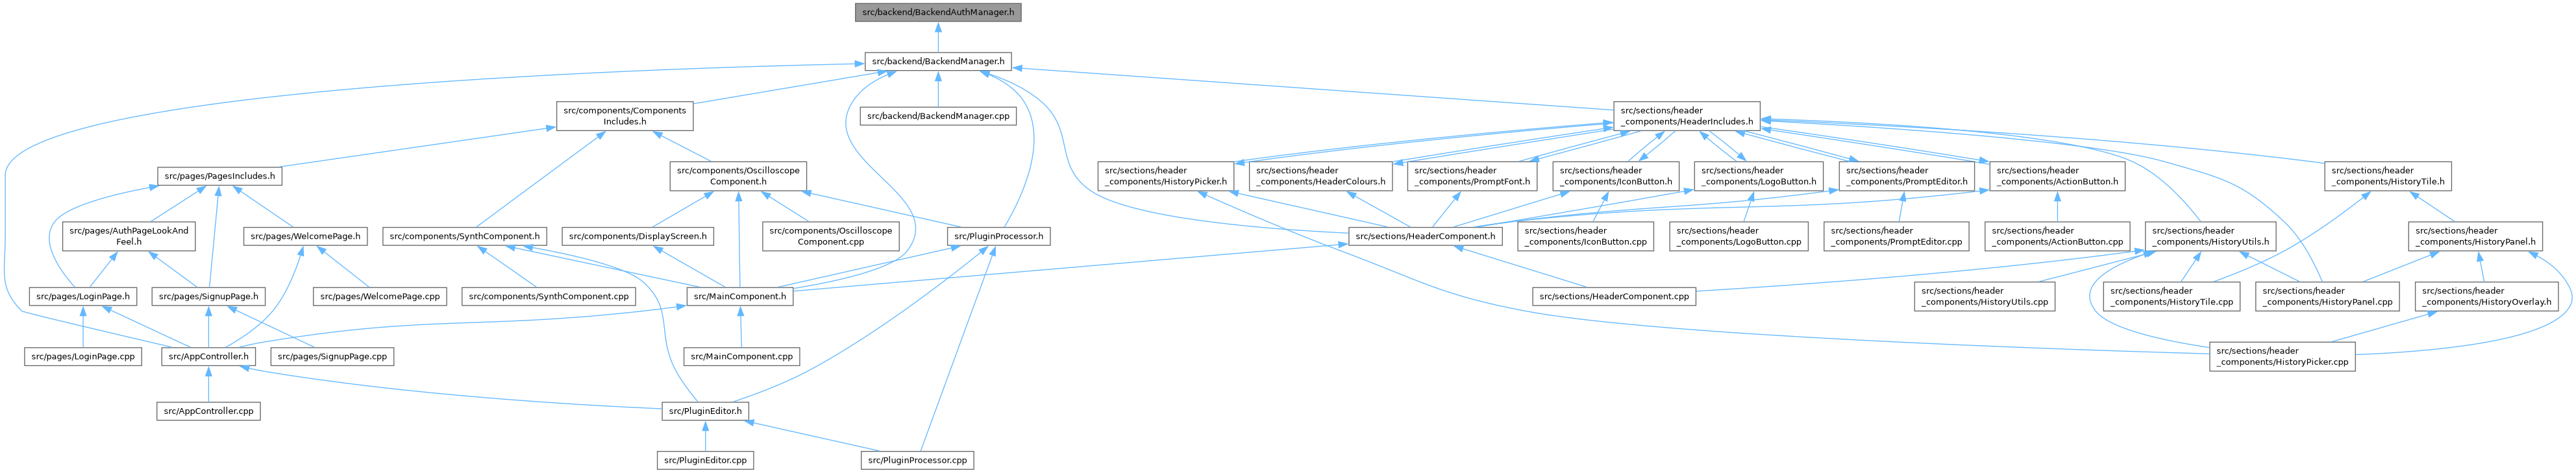 src/backend/BackendAuthManager.h
src/backend/BackendManager.h
src/components/Components
Includes.h
src/backend/BackendManager.cpp
src/sections/header
_components/HeaderIncludes.h
src/pages/PagesIncludes.h
src/components/Oscilloscope
Component.h
src/sections/header
_components/HistoryPicker.h
src/sections/header
_components/HeaderColours.h
src/sections/header
_components/PromptFont.h
src/sections/header
_components/IconButton.h
src/sections/header
_components/LogoButton.h
src/sections/header
_components/PromptEditor.h
src/sections/header
_components/ActionButton.h
src/sections/header
_components/HistoryTile.h
src/pages/AuthPageLookAnd
Feel.h
src/pages/WelcomePage.h
src/components/SynthComponent.h
src/components/DisplayScreen.h
src/components/Oscilloscope
Component.cpp
src/PluginProcessor.h
src/sections/HeaderComponent.h
src/sections/header
_components/IconButton.cpp
src/sections/header
_components/LogoButton.cpp
src/sections/header
_components/PromptEditor.cpp
src/sections/header
_components/ActionButton.cpp
src/sections/header
_components/HistoryUtils.h
src/sections/header
_components/HistoryPanel.h
src/pages/LoginPage.h
src/pages/SignupPage.h
src/pages/WelcomePage.cpp
src/components/SynthComponent.cpp
src/MainComponent.h
src/sections/HeaderComponent.cpp
src/sections/header
_components/HistoryUtils.cpp
src/sections/header
_components/HistoryTile.cpp
src/sections/header
_components/HistoryPanel.cpp
src/sections/header
_components/HistoryOverlay.h
src/pages/LoginPage.cpp
src/AppController.h
src/pages/SignupPage.cpp
src/MainComponent.cpp
src/sections/header
_components/HistoryPicker.cpp
src/AppController.cpp
src/PluginEditor.h
src/PluginEditor.cpp
src/PluginProcessor.cpp